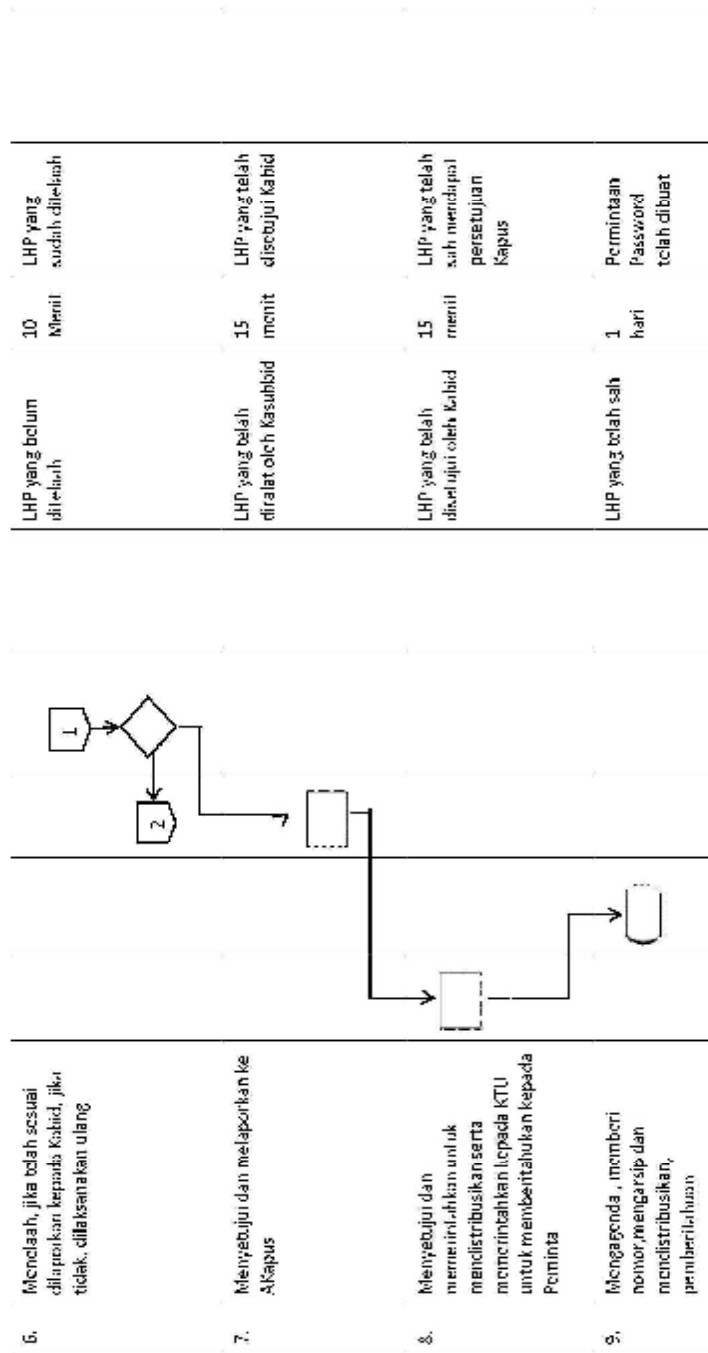 6.
Menelaah, jika telah sesuai
dilaporkan kepada Kabid, jika
tidak, dilaksanakan ulang
1
2
LHP yang belum
ditelaah
10
Menit
LHP yang
sudah ditelaah
7.
Menyetujui dan melaporkan ke
AKapus
LHP yang telah
diralat oleh Kasubbid
15
menit
LHP yang telah
disetujui Kabid
8.
Menyetujui dan
memerintahkan untuk
mendistribusikan serta
memerintahkan kepada KTU
untuk memberitahukan kepada
Peminta
LHP yang telah
disetujui oleh Kabid
15
menit
LHP yang telah
sah mendapat
persetujuan
Kapus
9.
Mengagenda , memberi
nomor,mengarsip dan
mendistribusikan,
pemberitahuan
LHP yang telah sah
1
hari
Permintaan
Password
telah dibuat